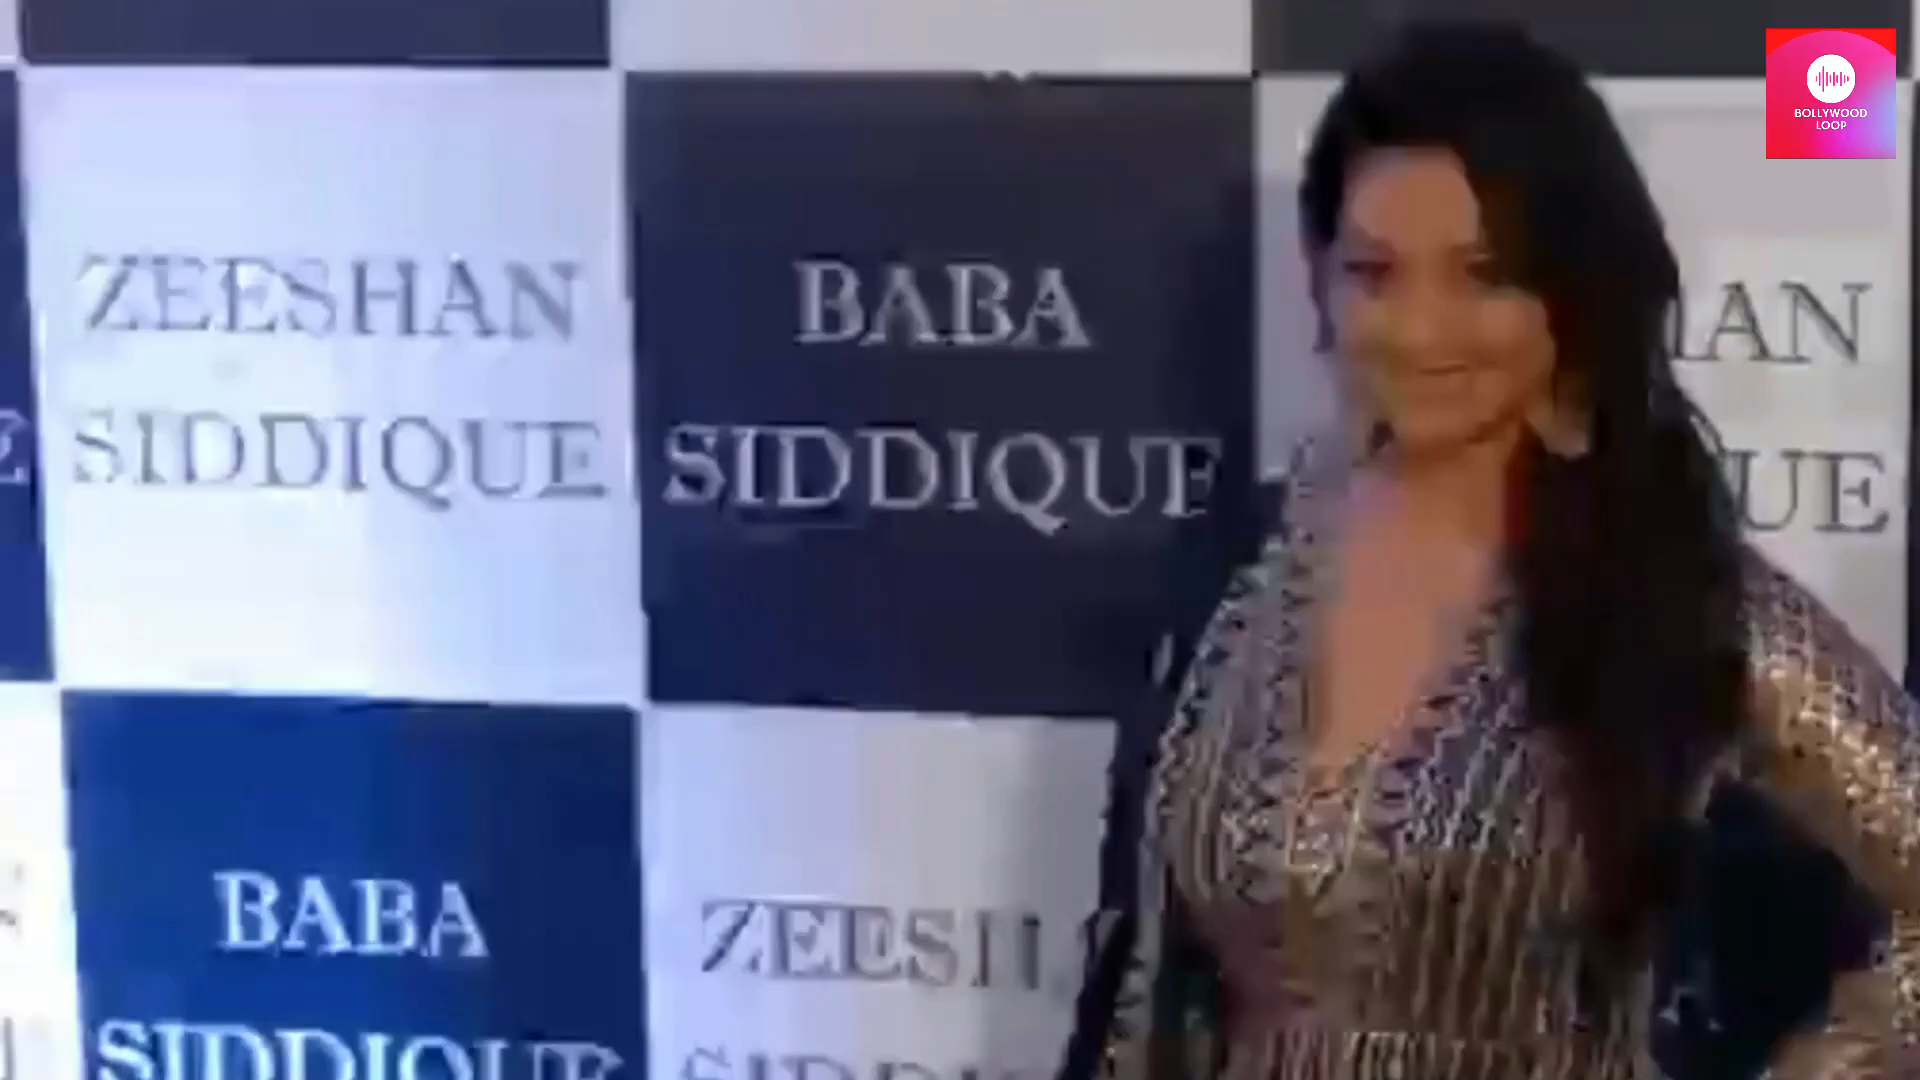 ZEESHAN
SIDDIQUE
BABA
SIDDIQUE
BOLLYWOOD
LOOP
BABA
SIDDIQUE